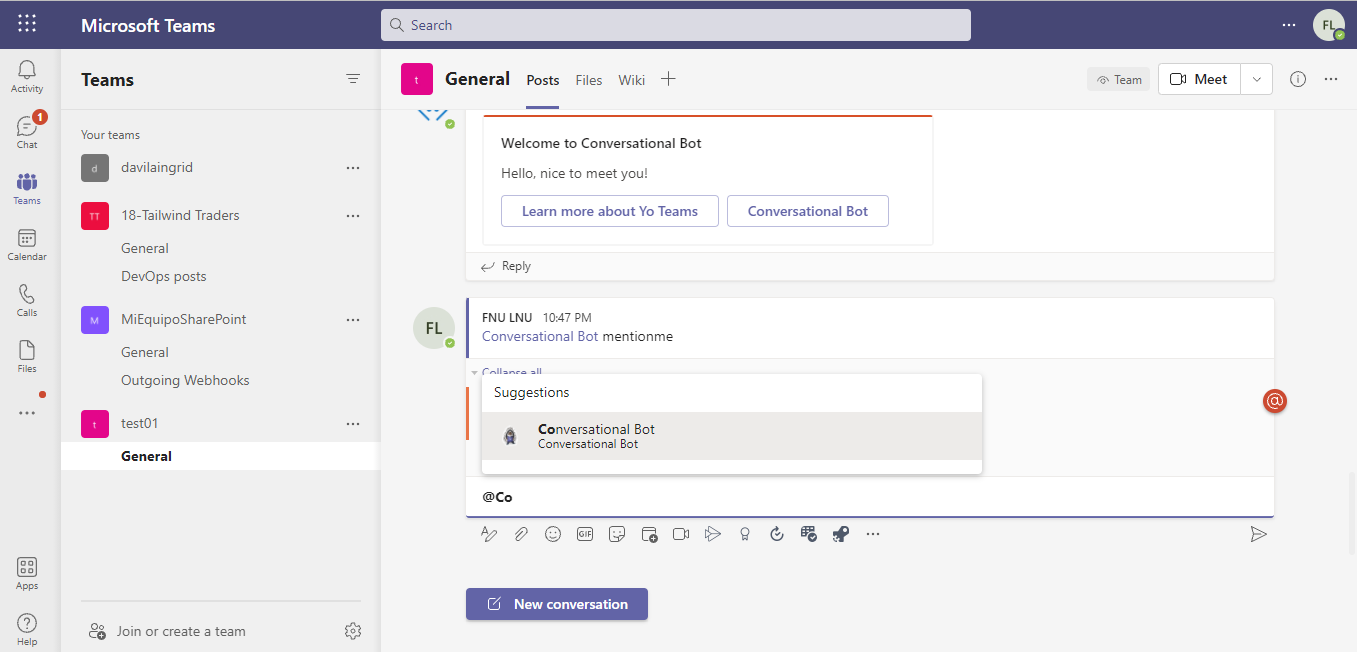 Microsoft Teams
Search
FL
Activity
1
Chat
Teams
Calendar
Calls
Files
Apps
Help
Teams
Your teams
d davilaingrid
TT 18-Tailwind Traders
General
DevOps posts
M MiEquipoSharePoint
General
Outgoing Webhooks
t test01
General
Join or create a team
t General Posts Files Wiki
Team
Meet
Welcome to Conversational Bot
Hello, nice to meet you!
Learn more about Yo Teams Conversational Bot
Reply
FL
FNU LNU 10:47 PM
Conversational Bot mentionme
Collapse all
@
Suggestions
Conversational Bot
Conversational Bot
@Co
GIF
New conversation